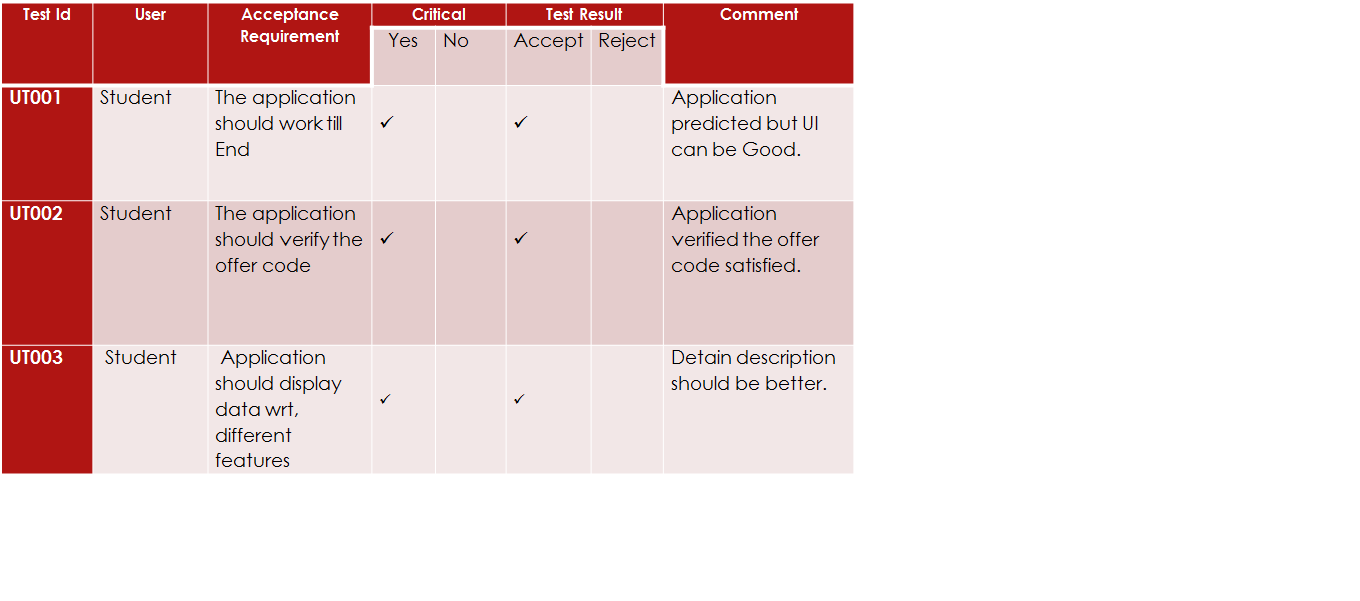 Test Id User Acceptance Requirement Critical Test Result Comment
Yes No Accept Reject
UT001 Student The application
should work till
End
✓ ✓
Application
predicted but UI
can be Good.
UT002 Student The application
should verify the
offer code
✓ ✓
Application
verified the offer
code satisfied.
UT003 Student Application
should display
data wrt,
different
features
✓ ✓
Detain description
should be better.